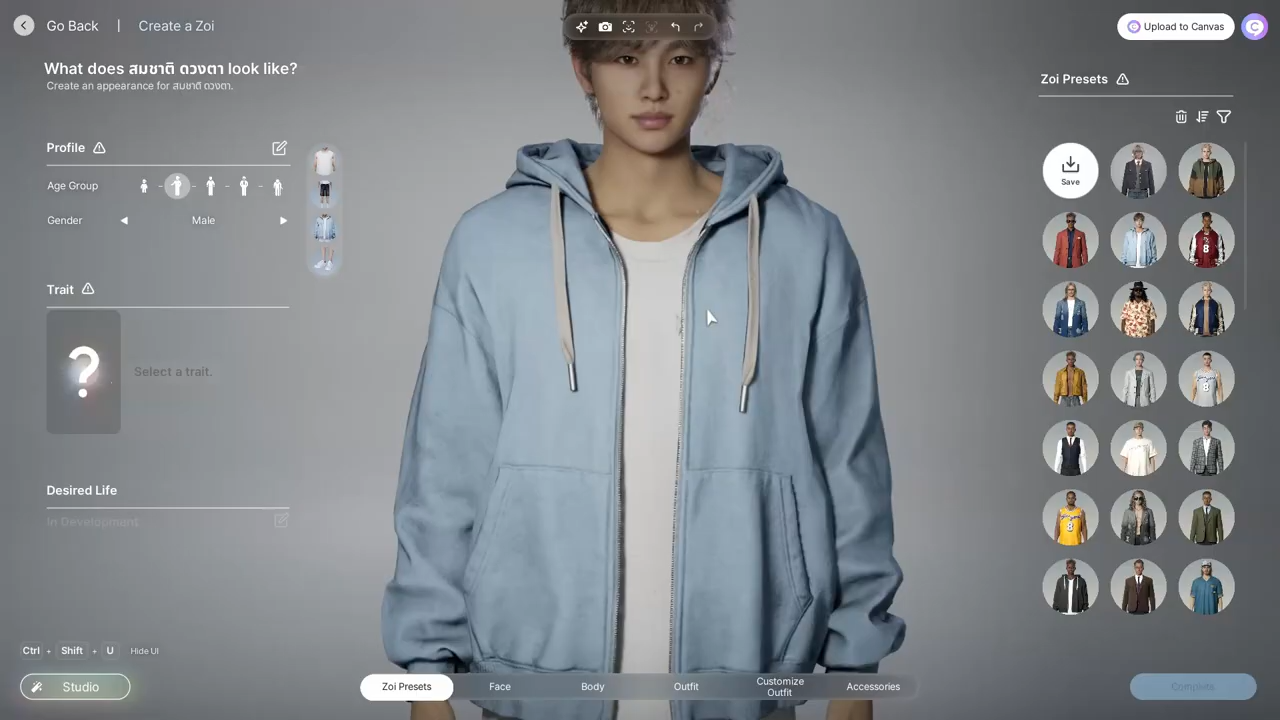 Go Back | Create a Zoi
Upload to Canvas
What does สมชาติ ดวงตา look like?
Create an appearance for สมชาติ ดวงตา.
Zoi Presets
Profile
Age Group
Gender
Male
Save
Trait
Select a trait.
Desired Life
In Development
Ctrl + Shift + U Hide UI
Studio
Zoi Presets
Face
Body
Outfit
Customize
Outfit
Accessories
Complete